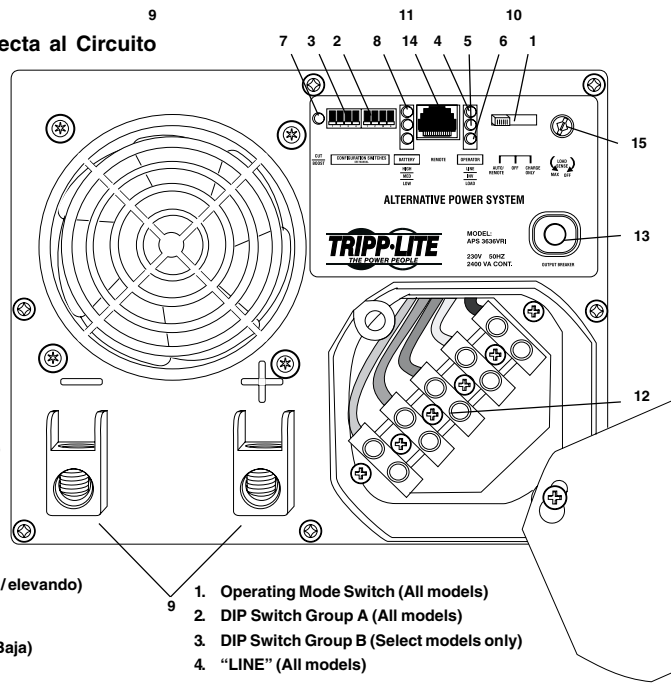 9 11 10
ecta al Circuito
7 3 2 8 14 4 5 6 1
15
CUT
BOOST
CONFIGURATION SWITCHES
BATTERY
HIGH
MED
LOW
REMOTE
OPERATOR
LINE
INV
LOAD
AUTO/
REMOTE
OFF
CHARGE
ONLY
LOAD
SENSE
MAX OFF
ALTERNATIVE POWER SYSTEM
TRIPP·LITE
THE POWER PEOPLE
MODEL:
APS 3636VR
230V 50HZ
2400 VA CONT.
OUTPUT BREAKER
13
12
/elevando)
Baja)
9
1. Operating Mode Switch (All models)
2. DIP Switch Group A (All models)
3. DIP Switch Group B (Select models only)
4. “LINE” (All models)